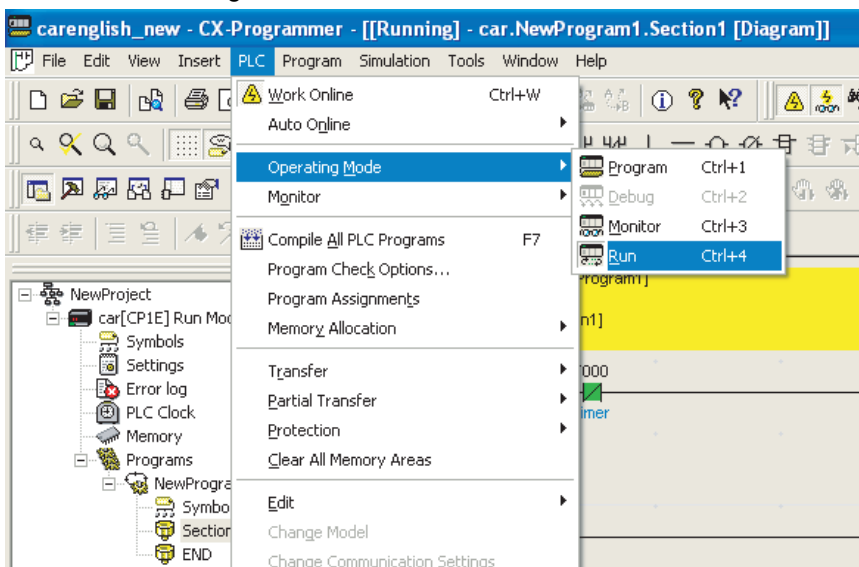 carenglish_new - CX-Programmer - [[Running] - car.NewProgram1.Section1 [Diagram]]
File Edit View Insert PLC Program Simulation Tools Window Help
Work Online Ctrl+W
Auto Online
Operating Mode
Monitor
Compile All PLC Programs F7
Program Check Options...
Program Assignments
Memory Allocation
Transfer
Partial Transfer
Protection
Clear All Memory Areas
Edit
Change Model
Change Communication Settings
Program Ctrl+1
Debug Ctrl+2
Monitor Ctrl+3
Run Ctrl+4
NewProject
car[CP1E] Run Mod
Symbols
Settings
Error log
PLC Clock
Memory
Programs
NewProgra
Symbo
Section
END
Program1]
n1]
000
imer